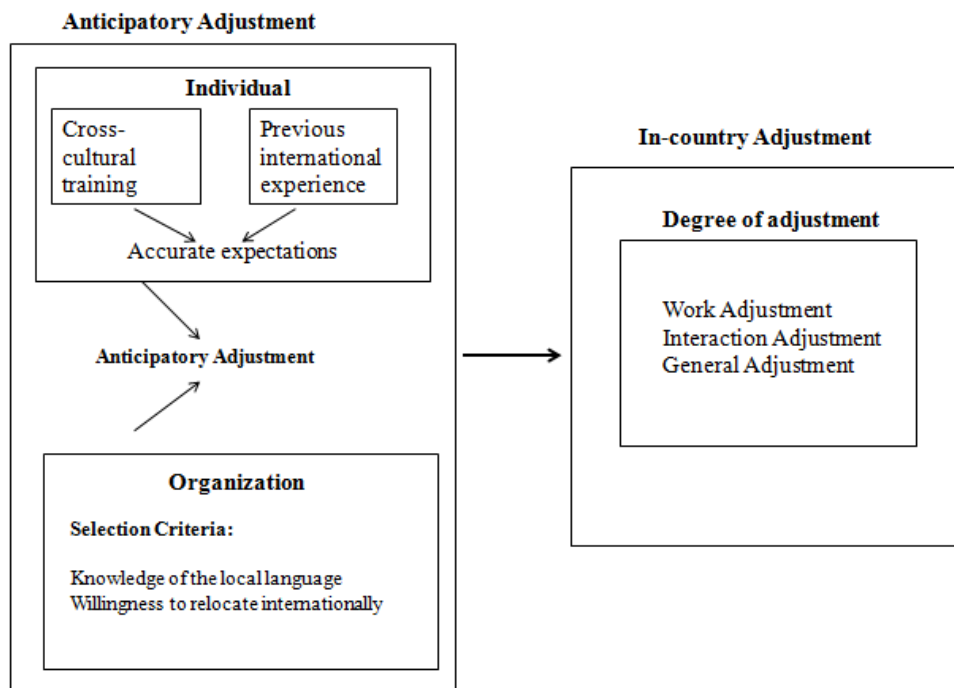 Anticipatory Adjustment
Individual
Cross-
cultural
training
Previous
international
experience
Accurate expectations
Anticipatory Adjustment
Organization
Selection Criteria:
Knowledge of the local language
Willingness to relocate internationally
In-country Adjustment
Degree of adjustment
Work Adjustment
Interaction Adjustment
General Adjustment